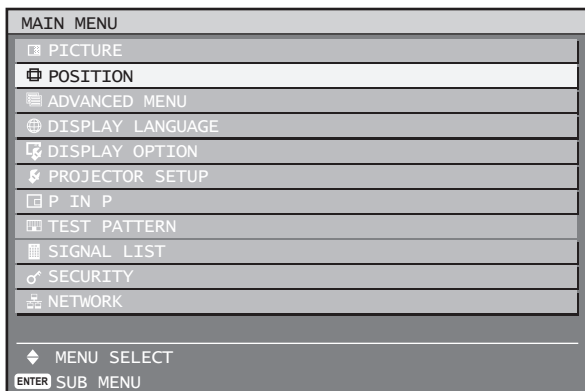 MAIN MENU
PICTURE
POSITION
ADVANCED MENU
DISPLAY LANGUAGE
DISPLAY OPTION
PROJECTOR SETUP
P IN P
TEST PATTERN
SIGNAL LIST
SECURITY
NETWORK
MENU SELECT
ENTER SUB MENU